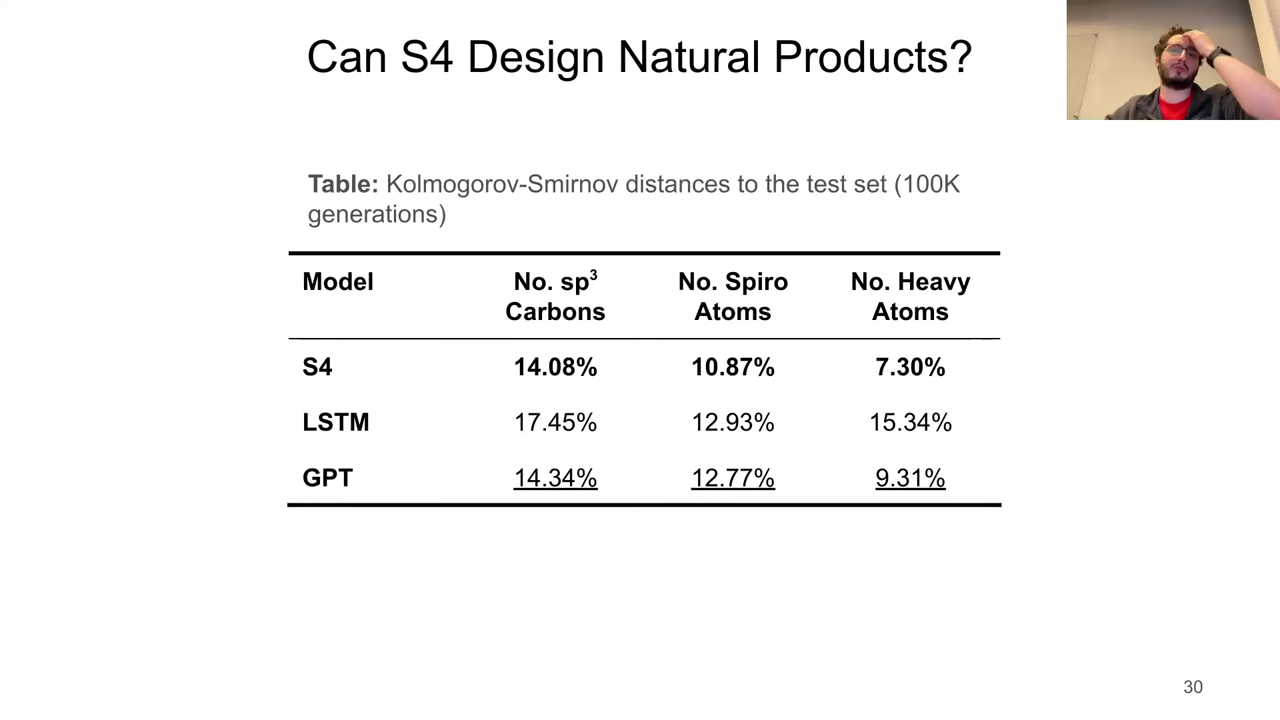 Can S4 Design Natural Products?
Table: Kolmogorov-Smirnov distances to the test set (100K
generations)
Model No. sp³ Carbons No. Spiro Atoms No. Heavy Atoms
S4 14.08% 10.87% 7.30%
LSTM 17.45% 12.93% 15.34%
GPT 14.34% 12.77% 9.31%
30